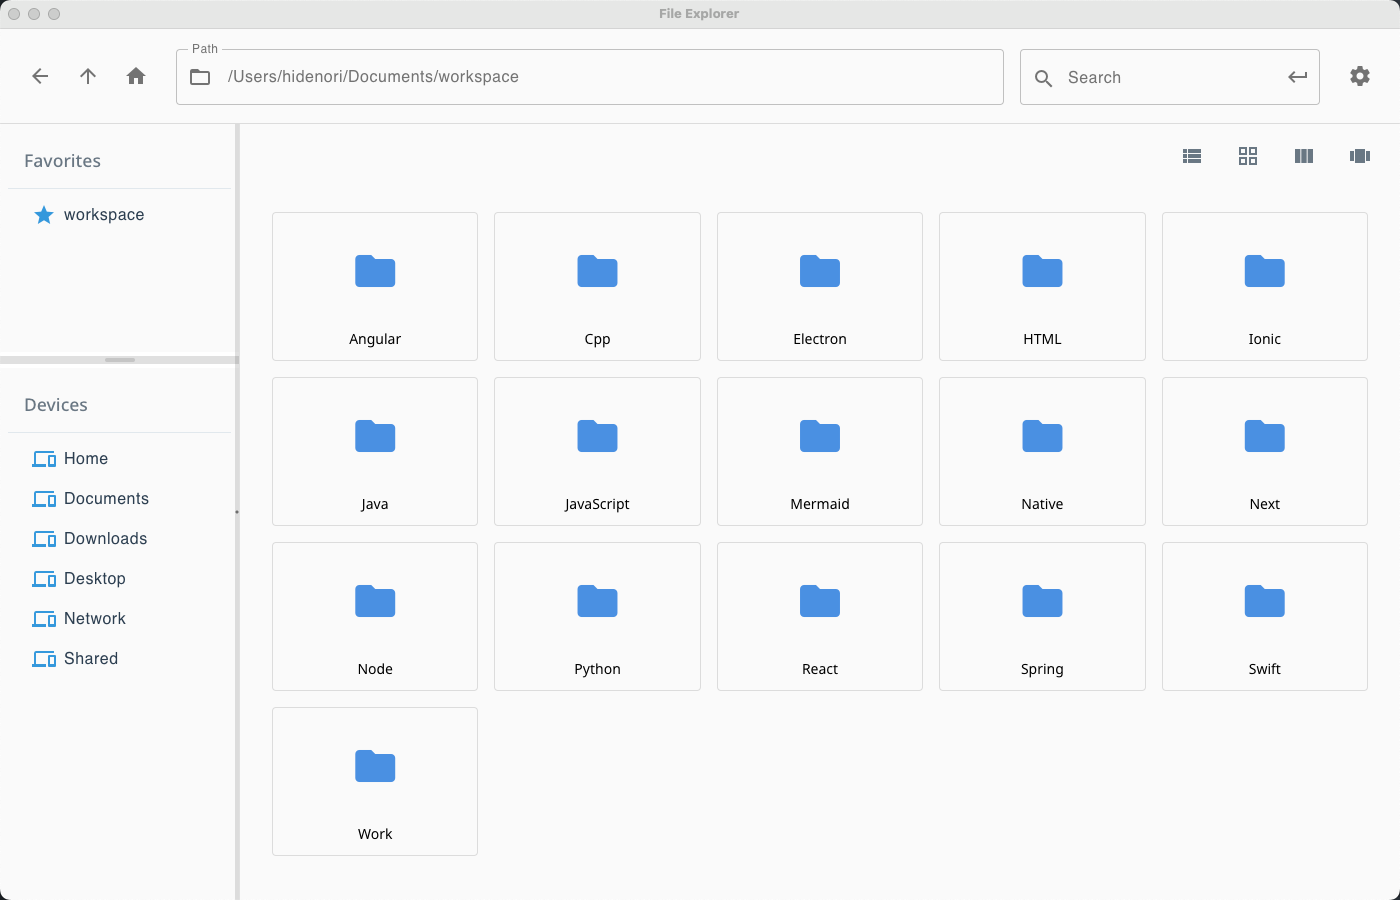 File Explorer
Path
/Users/hidenori/Documents/workspace
Search
Favorites
workspace
Devices
Home
Documents
Downloads
Desktop
Network
Shared
Angular
Cpp
Electron
HTML
Ionic
Java
JavaScript
Mermaid
Native
Next
Node
Python
React
Spring
Swift
Work